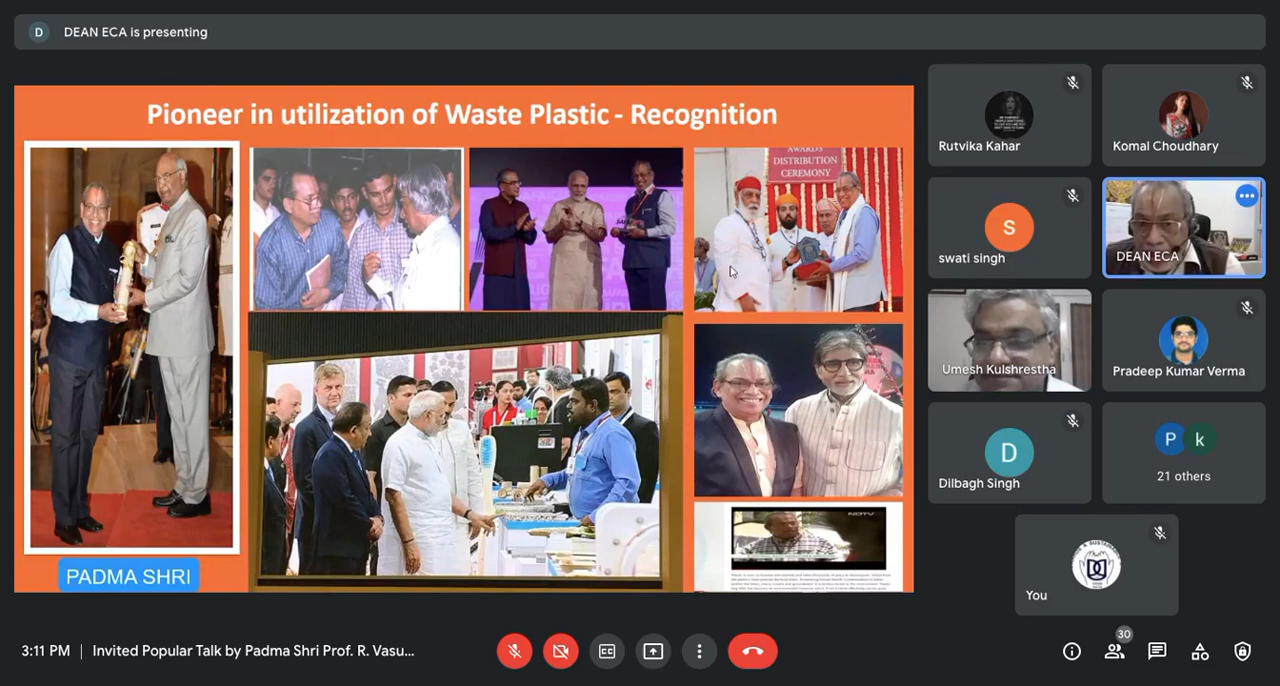 D
DEAN ECA is presenting
Pioneer in utilization of Waste Plastic - Recognition
AWARDS
DISTRIBUTION
CEREMONY
NDTV
PADMA SHRI
Rutvika Kahar
Komal Choudhary
S
swati singh
DEAN ECA
Umesh Kulshrestha
Pradeep Kumar Verma
D
Dilbagh Singh
P
k
21 others
You
3:11 PM | Invited Popular Talk by Padma Shri Prof. R. Vasu...
CC
30